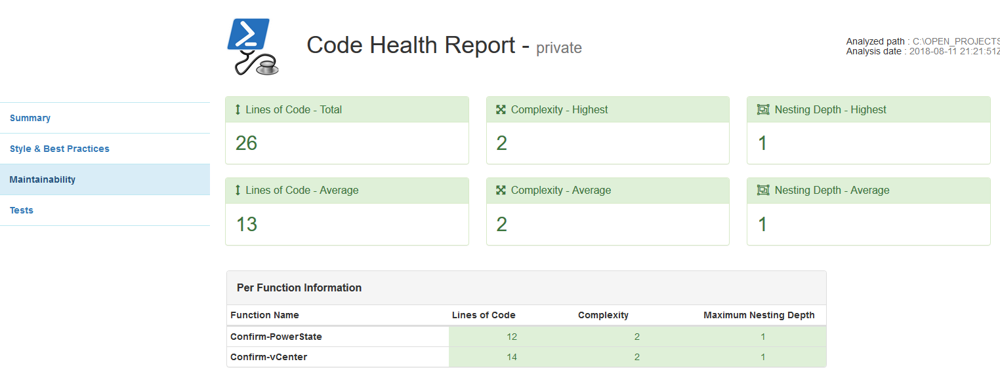 Code Health Report - private
Analyzed path : C:\OPEN_PROJECTS
Analysis date : 2018-08-11 21:21:51Z
Summary
Style & Best Practices
Maintainability
Tests
Lines of Code - Total
26
Complexity - Highest
2
Nesting Depth - Highest
1
Lines of Code - Average
13
Complexity - Average
2
Nesting Depth - Average
1
Per Function Information
Function Name Lines of Code Complexity Maximum Nesting Depth
Confirm-PowerState 12 2 1
Confirm-vCenter 14 2 1